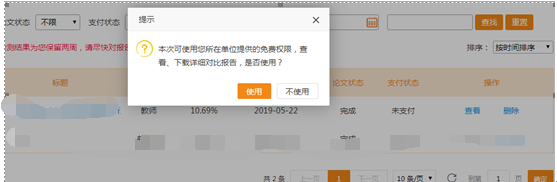 文状态 不限 支付状态 查找 重置
测结果为您保留两周，请尽快对报告 排序： 按时间排序
提示
本次可使用您所在单位提供的免费权限，查
看、下载详细对比报告，是否使用？
使用 不使用
标题 论文状态 支付状态 操作
教师 10.69% 2019-05-22 完成 未支付 查看 删除
完成
共 2 条 上一页 1 下一页 10 条/页 到第 1 页 确定